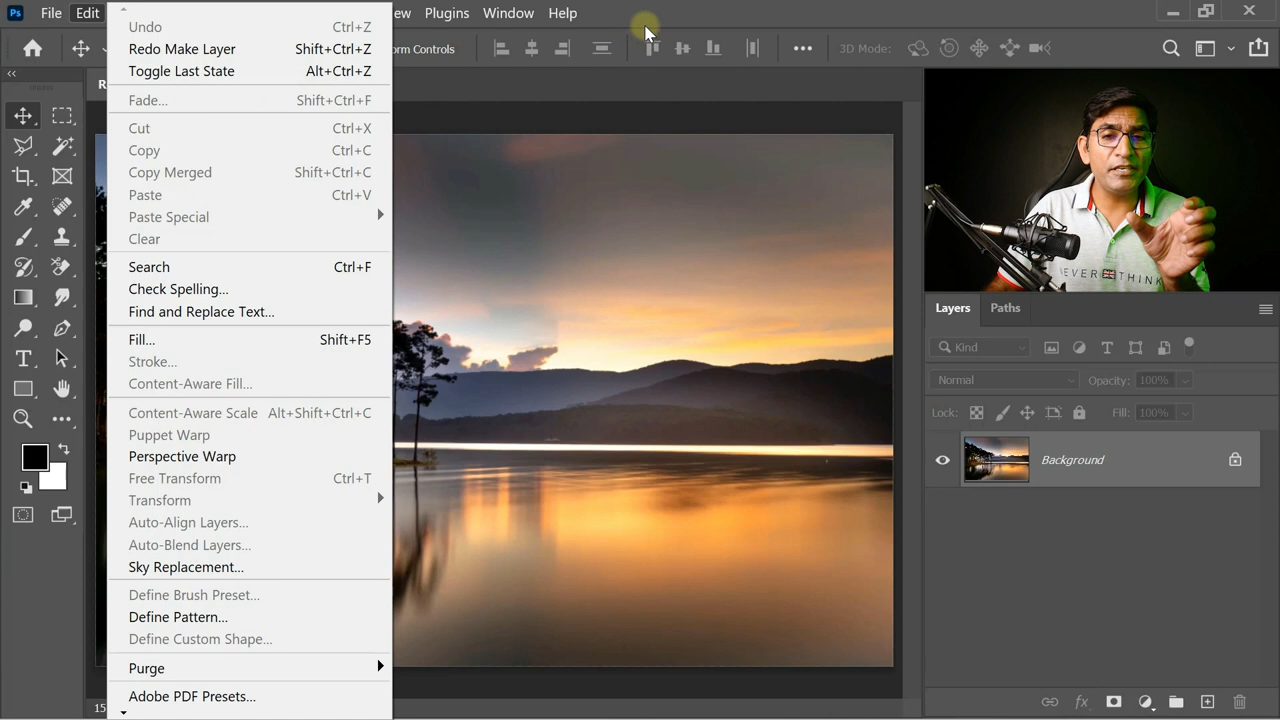 Ps File Edit ew Plugins Window Help
orm Controls 3D Mode:
R
Undo Ctrl+Z
Redo Make Layer Shift+Ctrl+Z
Toggle Last State Alt+Ctrl+Z
Fade... Shift+Ctrl+F
Cut Ctrl+X
Copy Ctrl+C
Copy Merged Shift+Ctrl+C
Paste Ctrl+V
Paste Special
Clear
Search Ctrl+F
Check Spelling...
Find and Replace Text...
Fill... Shift+F5
Stroke...
Content-Aware Fill...
Content-Aware Scale Alt+Shift+Ctrl+C
Puppet Warp
Perspective Warp
Free Transform Ctrl+T
Transform
Auto-Align Layers...
Auto-Blend Layers...
Sky Replacement...
Define Brush Preset...
Define Pattern...
Define Custom Shape...
Purge
Adobe PDF Presets...
15
EVER THINK
Layers Paths
Kind
Normal Opacity: 100%
Lock: Fill: 100%
Background
fx